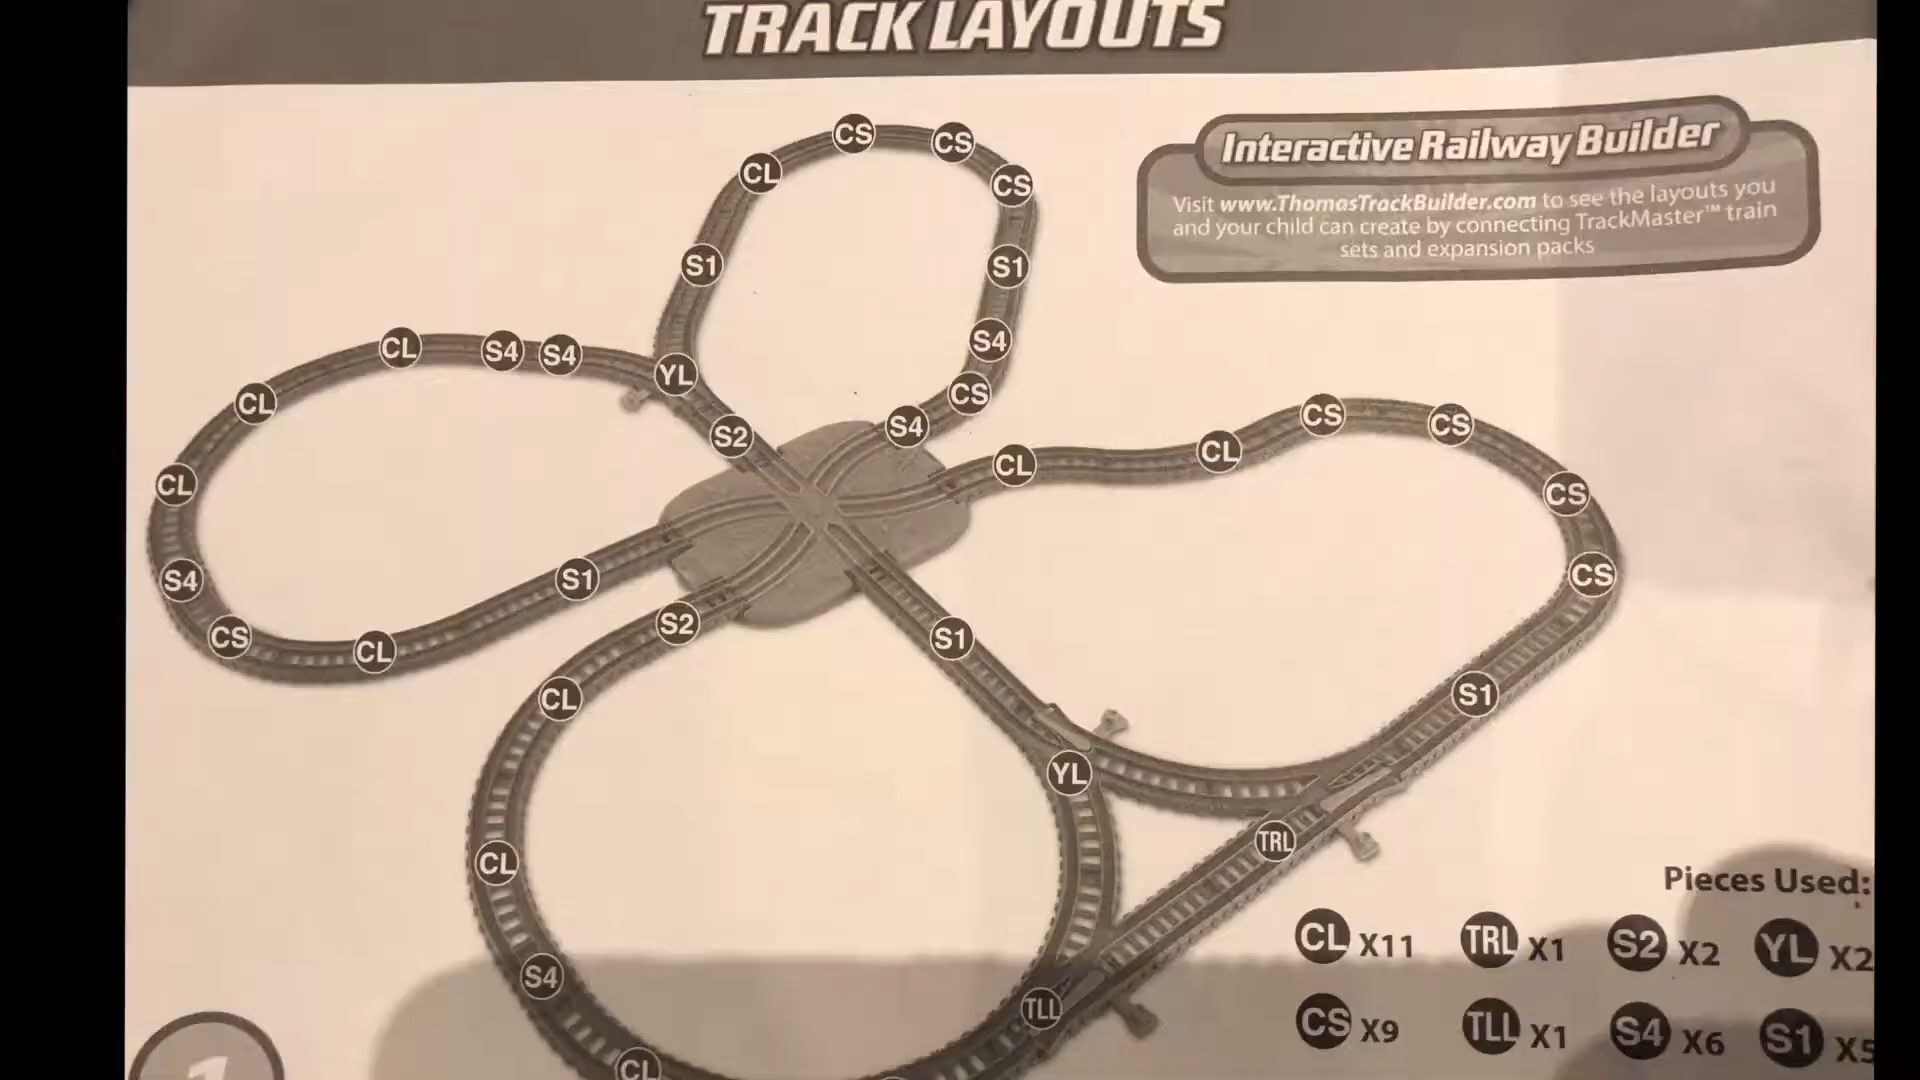 TRACK LAYOUTS
Interactive Railway Builder
Visit www.ThomasTrackBuilder.com to see the layouts you
and your child can create by connecting TrackMaster™ train
sets and expansion packs
CS
CS
CL
CS
S1
S1
S4
CL
S4
S4
YL
CS
CL
S2
S4
CS
CS
CL
CL
CL
CS
S4
S1
CS
CS
CL
S2
S1
CL
S1
YL
TRL
CL
S4
TLL
CL
Pieces Used:
CL X11
TRL X1
S2 X2
YL X2
CS X9
TLL X1
S4 X6
S1 X5
1